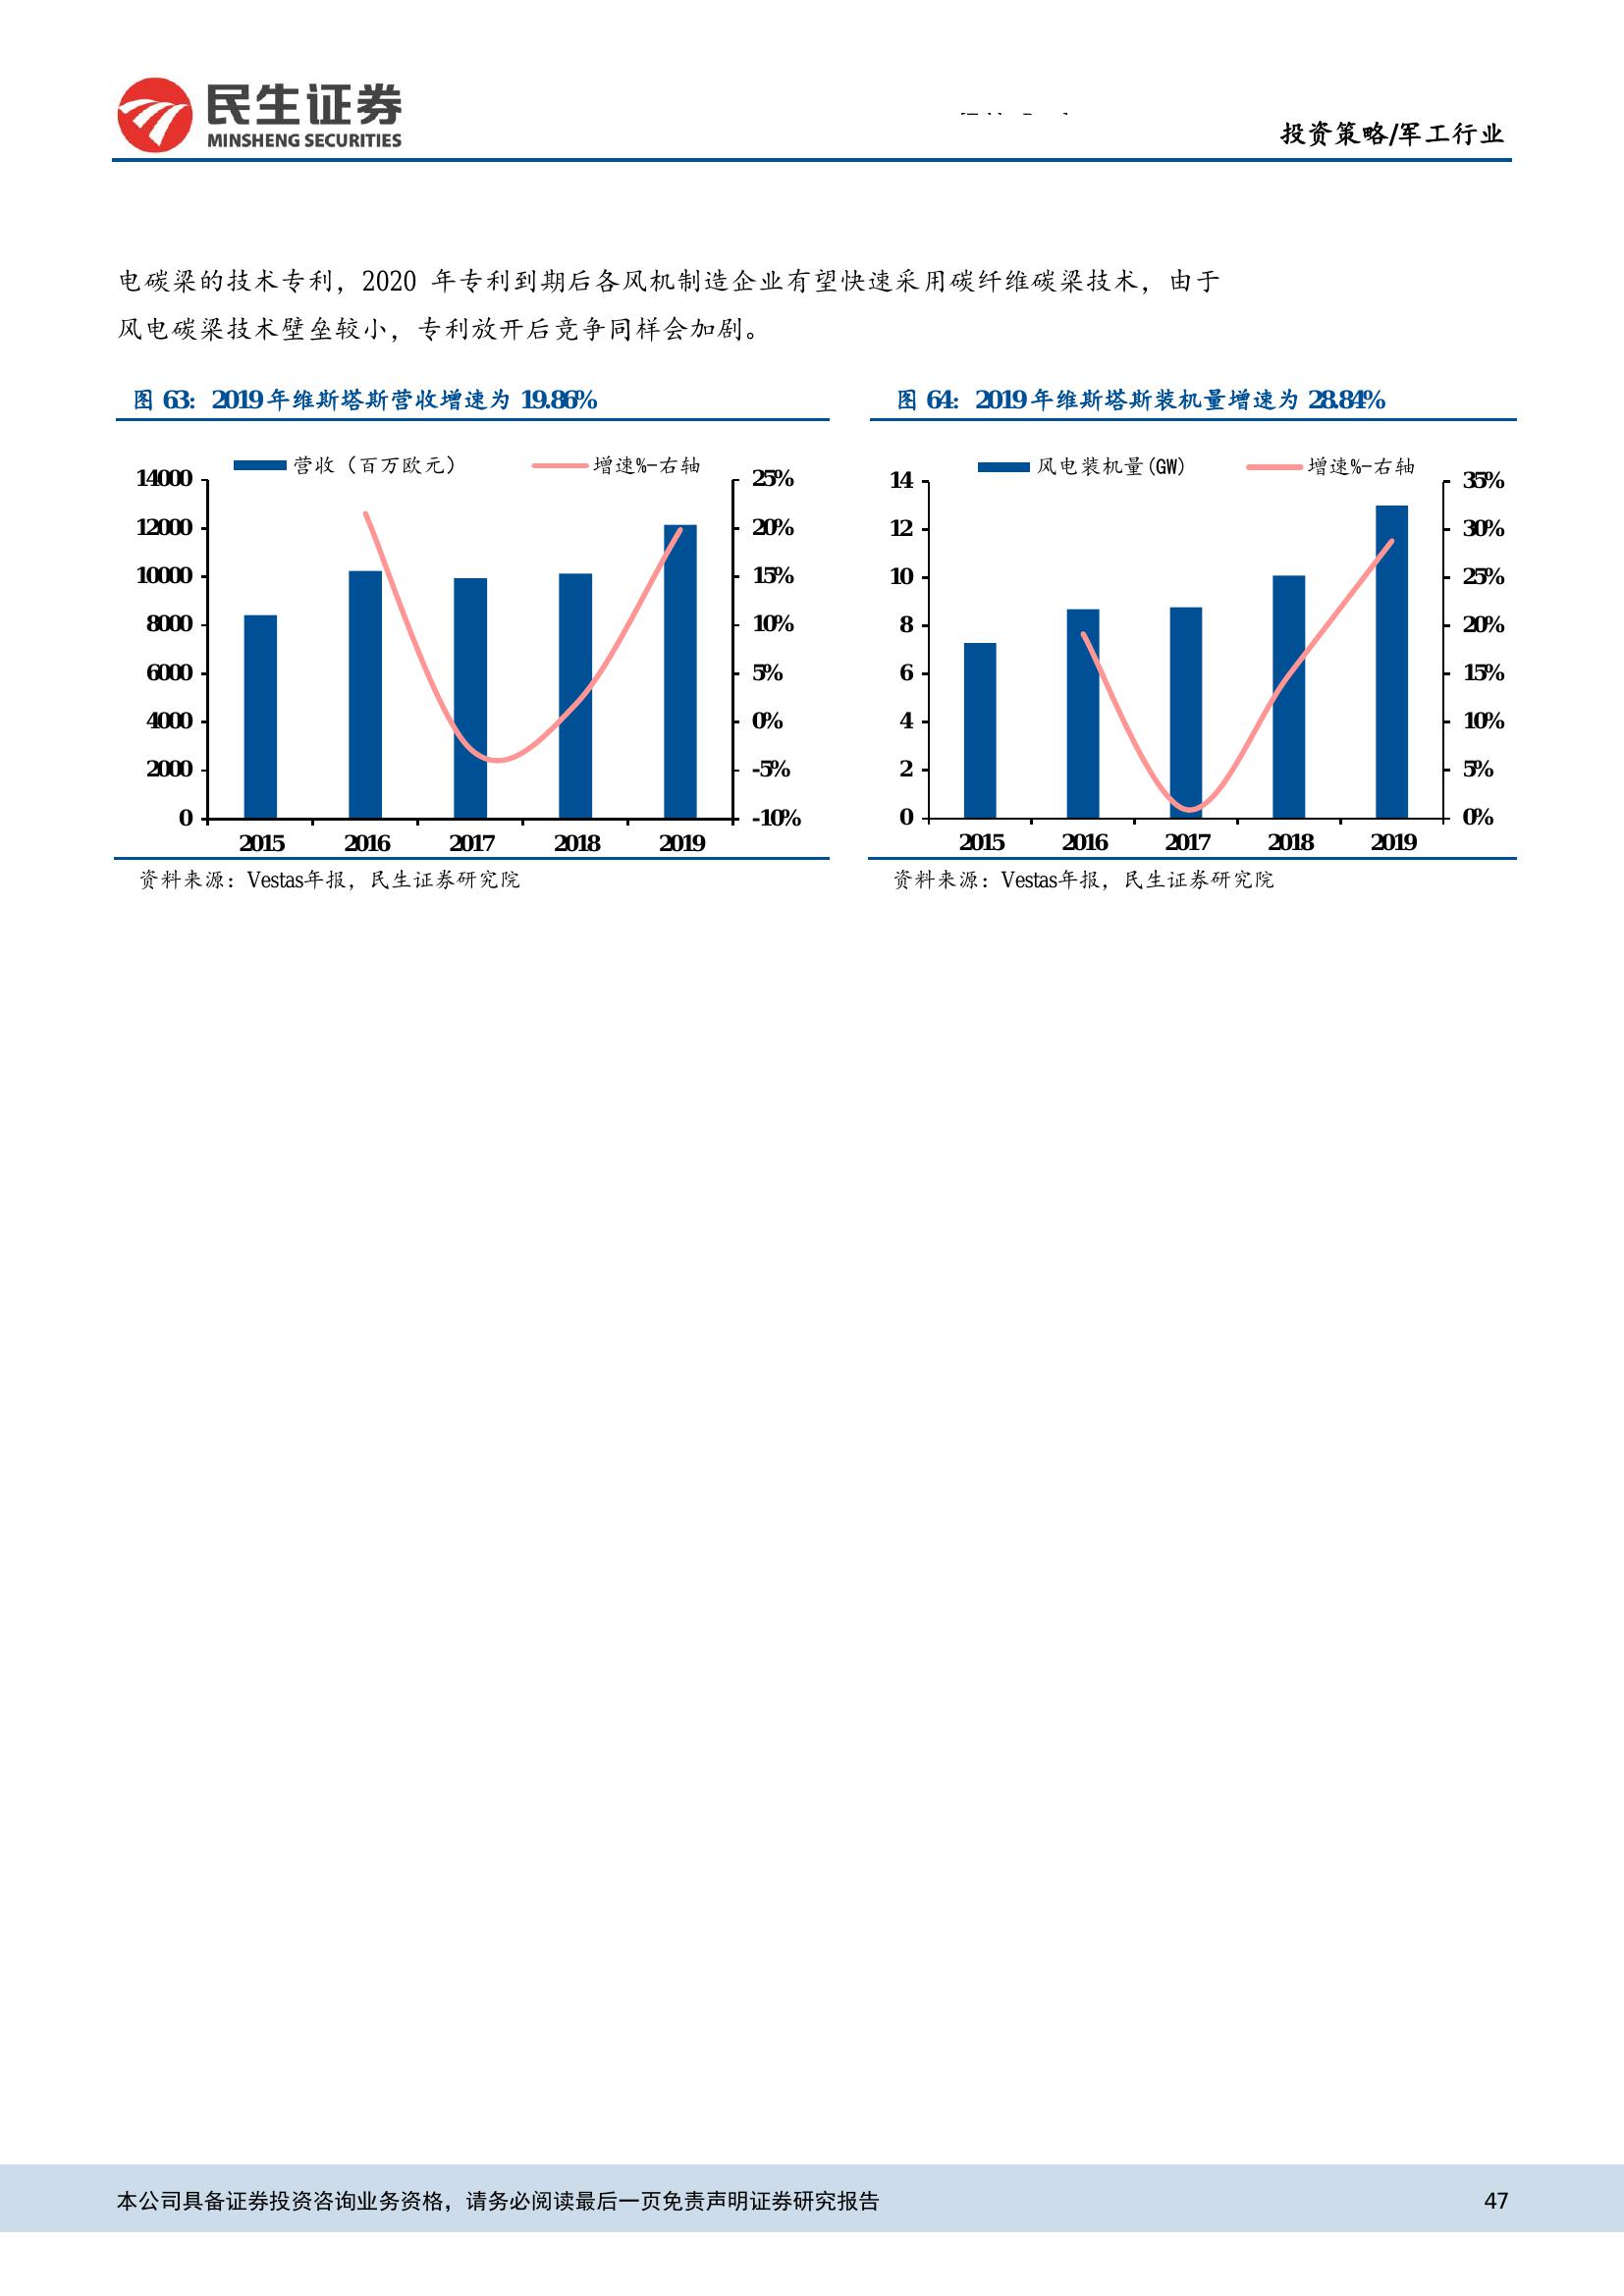 民生证券
MINSHENG SECURITIES
投资策略/军工行业
电碳梁的技术专利，2020 年专利到期后各风机制造企业有望快速采用碳纤维碳梁技术，由于
风电碳梁技术壁垒较小，专利放开后竞争同样会加剧。
图 63： 2019 年维斯塔斯营收增速为 19.86%
营收（百万欧元）
增速%-右轴
14000
12000
10000
8000
6000
4000
2000
0
25%
20%
15%
10%
5%
0%
-5%
-10%
2015 2016 2017 2018 2019
资料来源：Vestas年报，民生证券研究院
图 64： 2019 年维斯塔斯装机量增速为 28.84%
风电装机量(GW)
增速%-右轴
14
12
10
8
6
4
2
0
35%
30%
25%
20%
15%
10%
5%
0%
2015 2016 2017 2018 2019
资料来源：Vestas年报，民生证券研究院
本公司具备证券投资咨询业务资格，请务必阅读最后一页免责声明证券研究报告 47